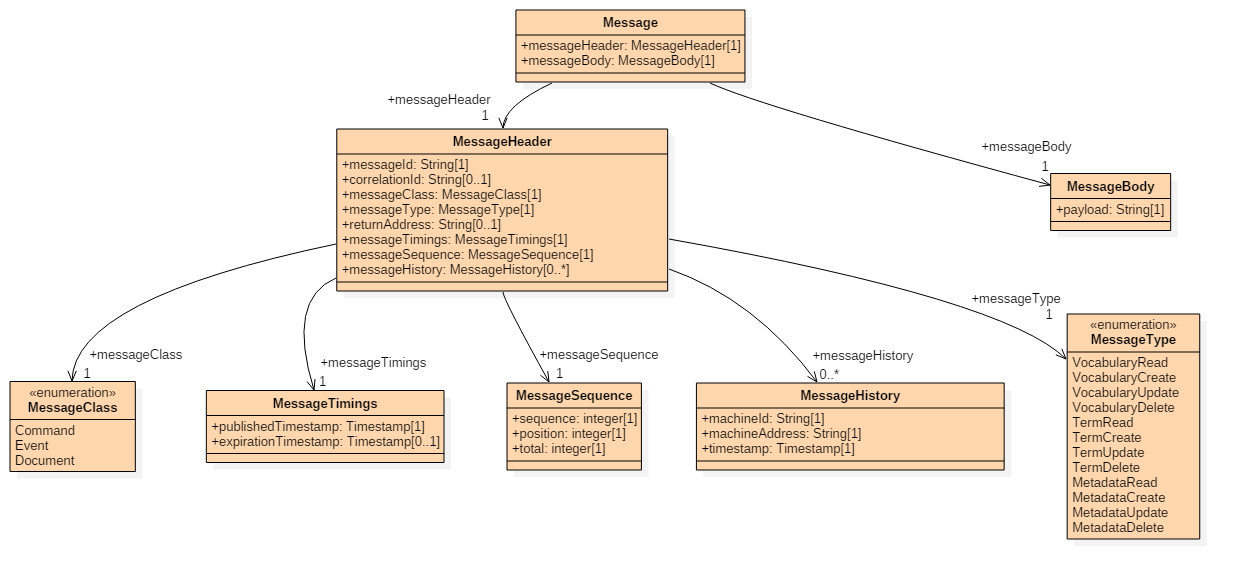 Message
+messageHeader: MessageHeader[1]
+messageBody: MessageBody[1]
+messageHeader
1
+messageBody
1
MessageHeader
+messageId: String[1]
+correlationId: String[0..1]
+messageClass: MessageClass[1]
+messageType: MessageType[1]
+returnAddress: String[0..1]
+messageTimings: MessageTimings[1]
+messageSequence: MessageSequence[1]
+messageHistory: MessageHistory[0..*]
MessageBody
+payload: String[1]
+messageClass
1
+messageTimings
1
+messageSequence
1
+messageHistory
0..*
+messageType
1
«enumeration»
MessageClass
Command
Event
Document
MessageTimings
+publishedTimestamp: Timestamp[1]
+expirationTimestamp: Timestamp[0..1]
MessageSequence
+sequence: integer[1]
+position: integer[1]
+total: integer[1]
MessageHistory
+machineId: String[1]
+machineAddress: String[1]
+timestamp: Timestamp[1]
«enumeration»
MessageType
VocabularyRead
VocabularyCreate
VocabularyUpdate
VocabularyDelete
TermRead
TermCreate
TermUpdate
TermDelete
MetadataRead
MetadataCreate
MetadataUpdate
MetadataDelete